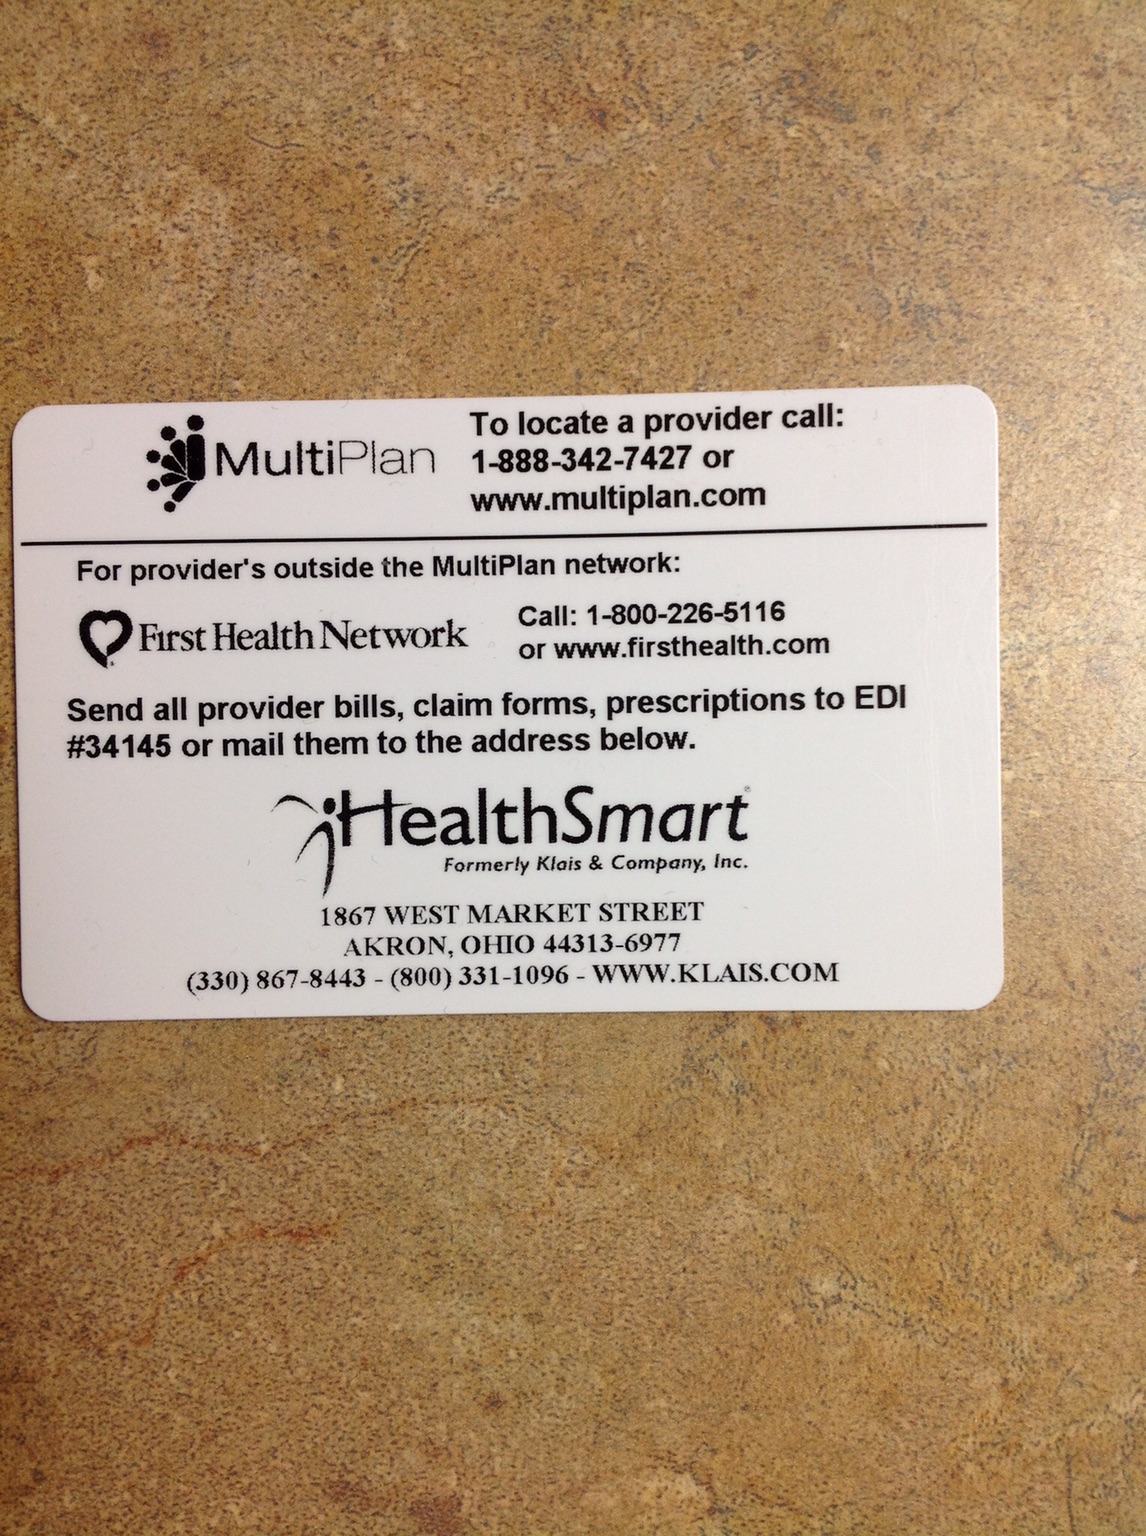 MultiPlan
To locate a provider call:
1-888-342-7427 or
www.multiplan.com
For provider's outside the MultiPlan network:
First Health Network
Call: 1-800-226-5116
or www.firsthealth.com
Send all provider bills, claim forms, prescriptions to EDI
#34145 or mail them to the address below.
HealthSmart®
Formerly Klais & Company, Inc.
1867 WEST MARKET STREET
AKRON, OHIO 44313-6977
(330) 867-8443 - (800) 331-1096 - WWW.KLAIS.COM